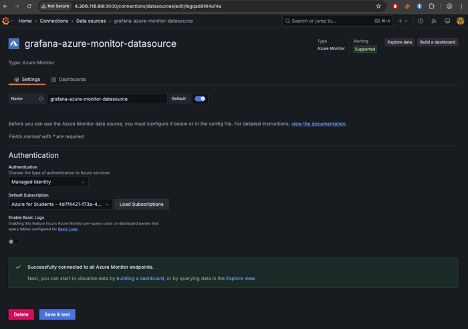 Not Secure 4.206.116.68:3000/connections/datasources/edit/
Home > Connections > Data sources > grafana-azure-monitor-datasource
Search or jump to...
grafana-azure-monitor-datasource
Type
Azure Monitor
Alerting
Supported
Explore data
Build a dashboard
Type: Azure Monitor
Settings
Dashboards
Name
grafana-azure-monitor-datasource
Default
Before you can use the Azure Monitor data source, you must configure it below or in the config file. For detailed instructions, view the documentation.
Fields marked with * are required
Authentication
Authentication
Choose the type of authentication to Azure services
Managed Identity
Default Subscription
Azure for Students -
Load Subscriptions
Enable Basic Logs
Enabling this feature incurs Azure Monitor per-query costs on dashboard panels that
query tables configured for Basic Logs.
Successfully connected to all Azure Monitor endpoints.
Next, you can start to visualize data by building a dashboard, or by querying data in the Explore view.
Delete
Save & test